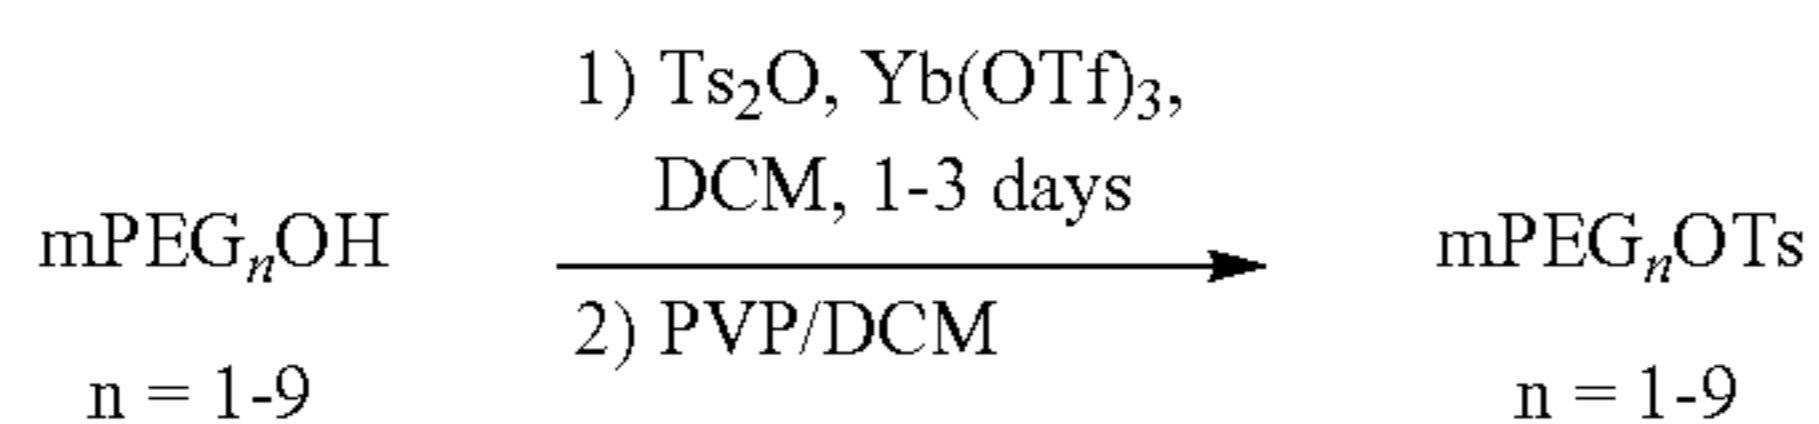 1) Ts₂O, Yb(OTf)₃,
DCM, 1-3 days
mPEGₙOH
mPEGₙOTs
2) PVP/DCM
n = 1-9
n = 1-9